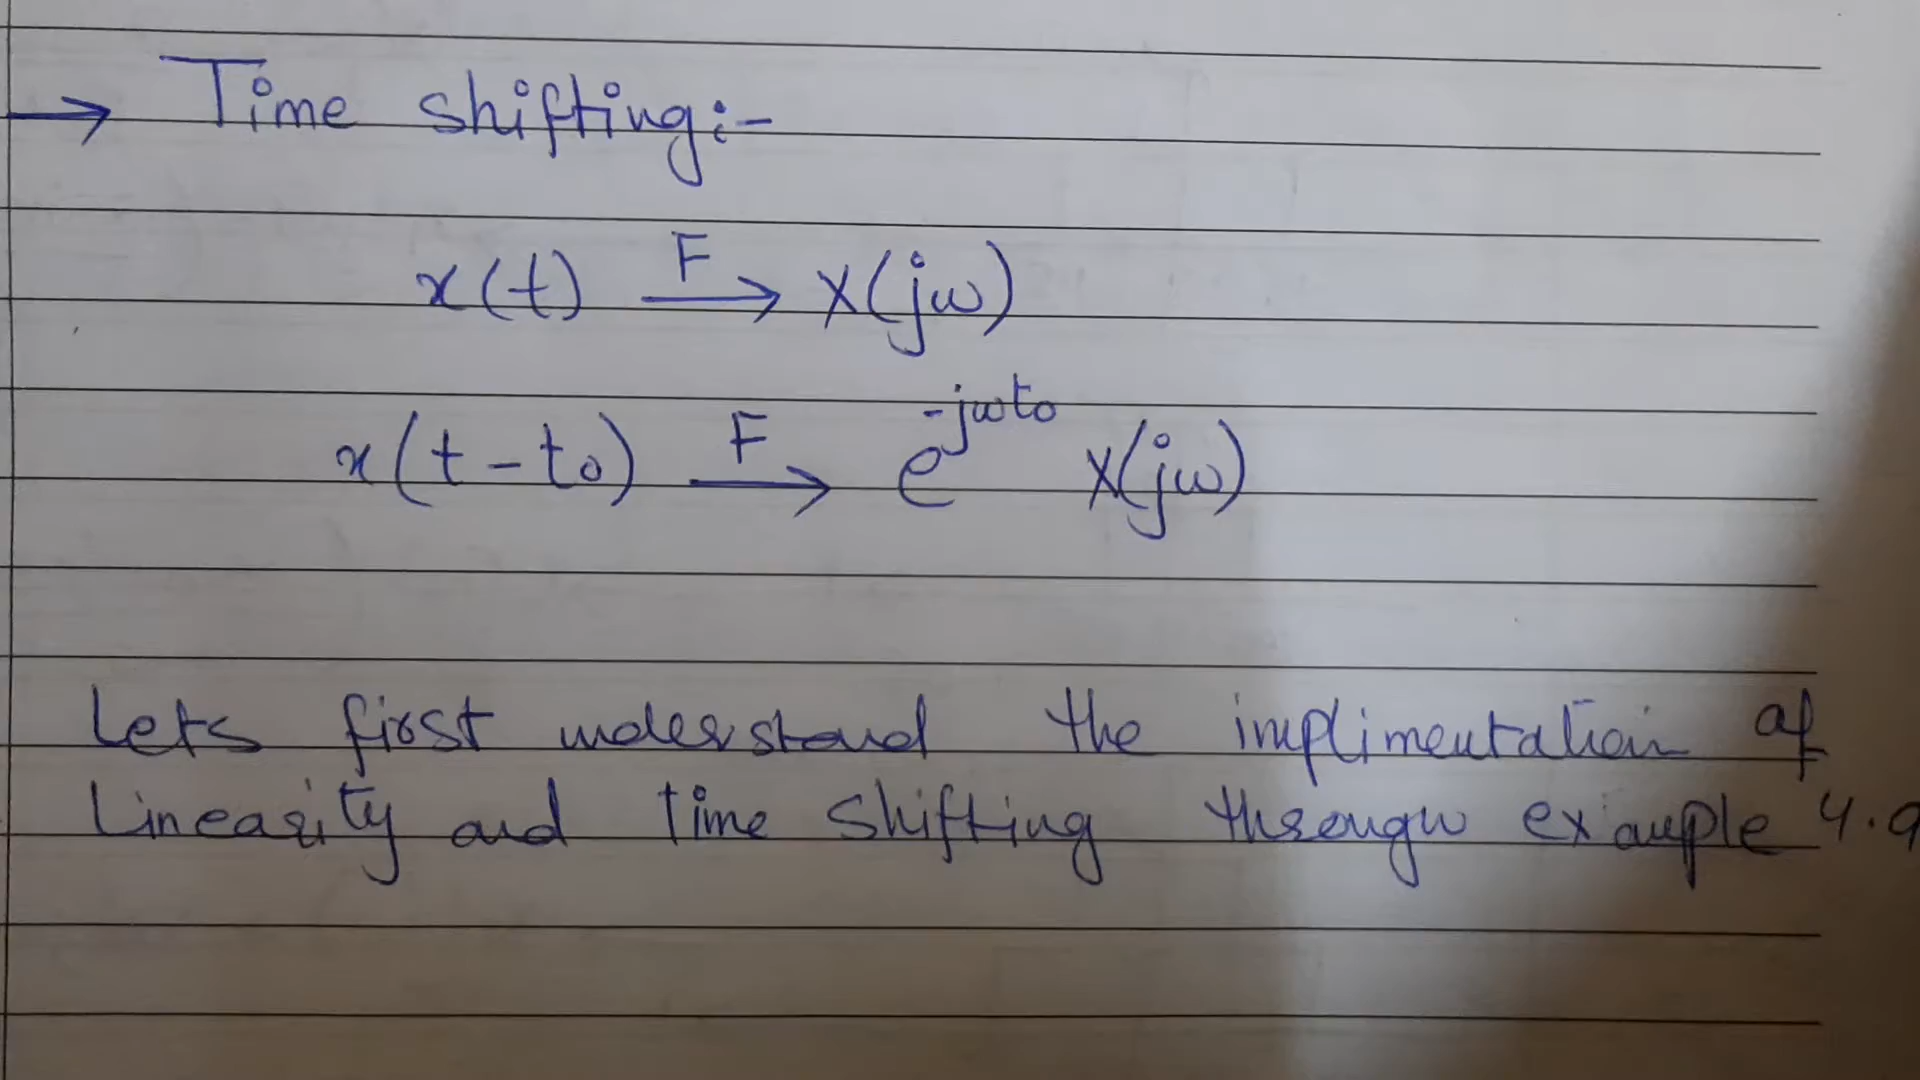 → Time shifting:-
x(t) F→ X(jω)
x(t-t₀) F→ e^-jωt₀ X(jω)
Lets first understand the implimentation of
Linearity and time shifting through example 4.9